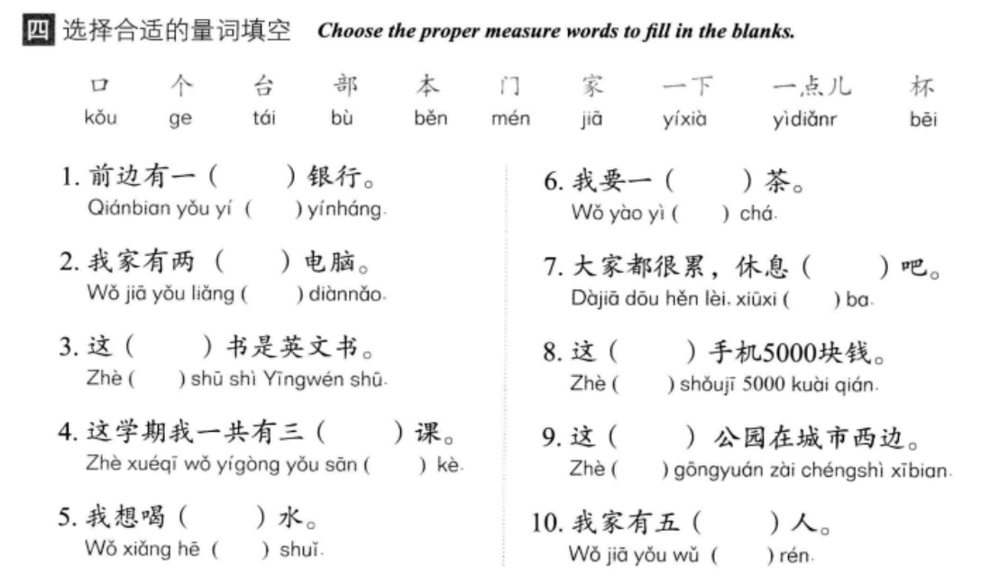 四 选择合适的量词填空 Choose the proper measure words to fill in the blanks.
口 个 台 部 本 门 家 一下 一点儿 杯
kǒu ge tái bù běn mén jiā yíxià yìdiǎnr bēi
1. 前边有一（ ）银行。
Qiánbian yǒu yí ( ) yínháng.
2. 我家有两（ ）电脑。
Wǒ jiā yǒu liǎng ( ) diànnǎo.
3. 这（ ）书是英文书。
Zhè ( ) shū shì Yīngwén shū.
4. 这学期我一共有三（ ）课。
Zhè xuéqī wǒ yígòng yǒu sān ( ) kè.
5. 我想喝（ ）水。
Wǒ xiǎng hē ( ) shuǐ.
6. 我要一（ ）茶。
Wǒ yào yì ( ) chá.
7. 大家都很累，休息（ ）吧。
Dàjiā dōu hěn lèi, xiūxi ( ) ba.
8. 这（ ）手机5000块钱。
Zhè ( ) shǒujī 5000 kuài qián.
9. 这（ ）公园在城市西边。
Zhè ( ) gōngyuán zài chéngshì xībian.
10. 我家有五（ ）人。
Wǒ jiā yǒu wǔ ( ) rén.